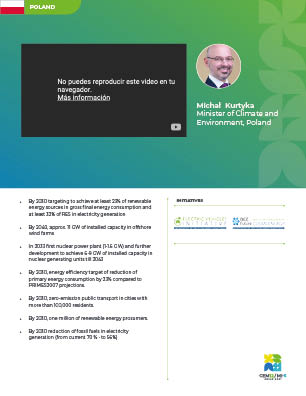 POLAND
No puedes reproducir este video en tu
navegador.
Más información
Michał Kurtyka
Minister of Climate and
Environment, Poland
By 2030 targeting to achieve at least 23% of renewable
energy sources in gross final energy consumption and
at least 32% of RES in electricity generation
By 2040, approx. 11 GW of installed capacity in offshore
wind farms
In 2033 first nuclear power plant (1-1.6 GW) and further
development to achieve 6-9 GW of installed capacity in
nuclear generating units till 2043
By 2030, energy efficiency target of reduction of
primary energy consumption by 23% compared to
PRIMES2007 projections.
By 2030, zero-emission public transport in cities with
more than 100,000 residents.
By 2030, one million of renewable energy prosumers.
By 2030 reduction of fossil fuels in electricity
generation (from current 70 % - to 56%)
INITIATIVES
ELECTRIC VEHICLES
INITIATIVE